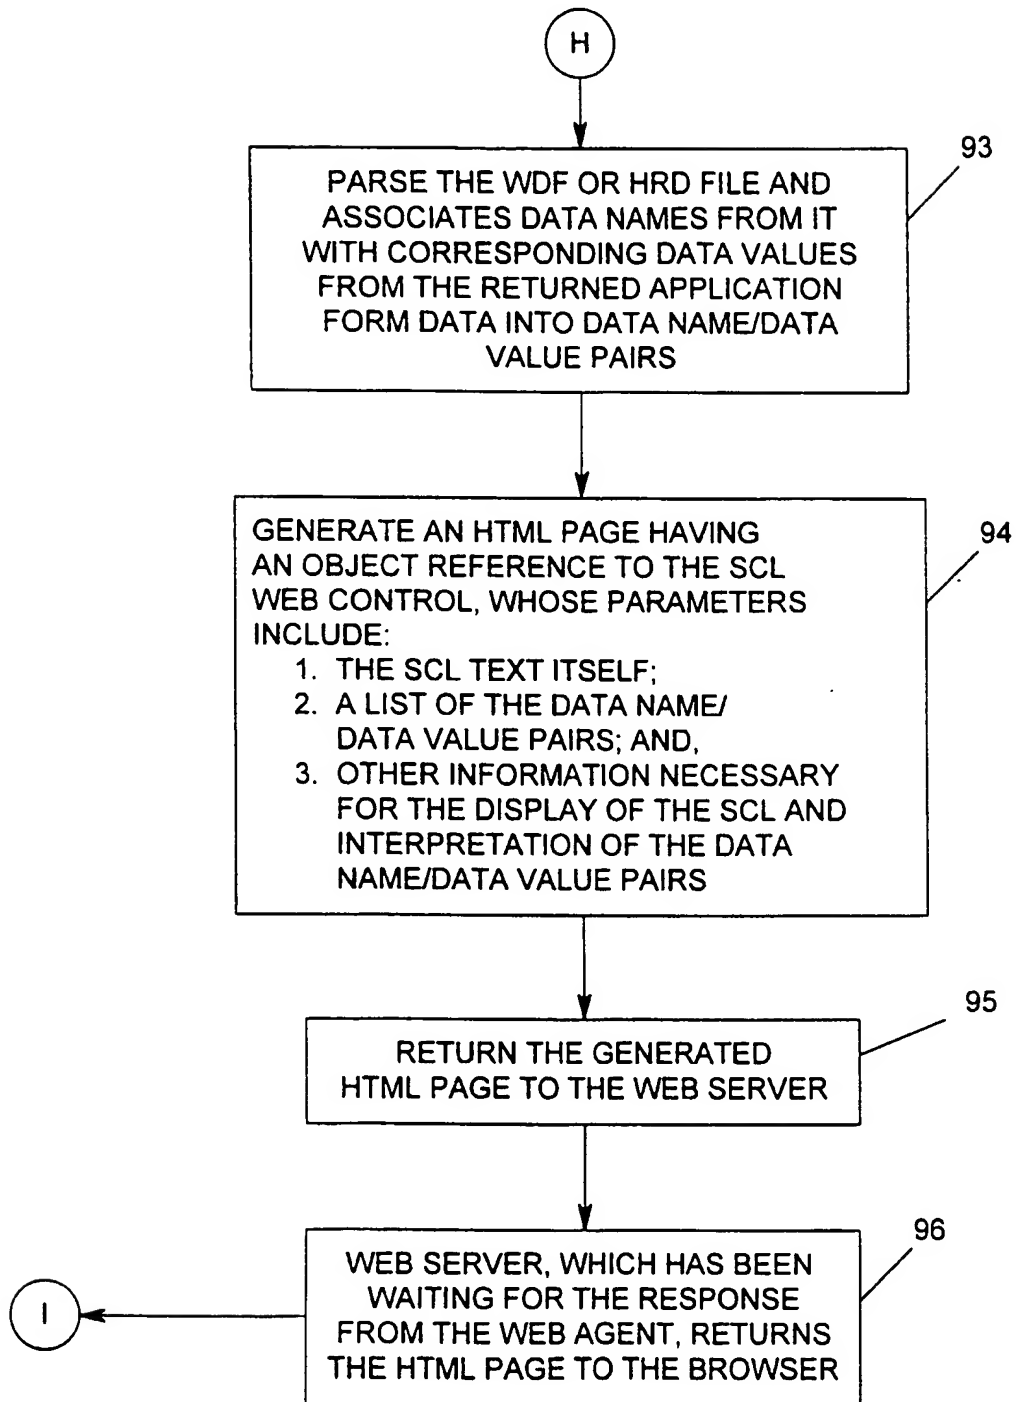 H
93
PARSE THE WDF OR HRD FILE AND
ASSOCIATES DATA NAMES FROM IT
WITH CORRESPONDING DATA VALUES
FROM THE RETURNED APPLICATION
FORM DATA INTO DATA NAME/DATA
VALUE PAIRS
94
GENERATE AN HTML PAGE HAVING
AN OBJECT REFERENCE TO THE SCL
WEB CONTROL, WHOSE PARAMETERS
INCLUDE:
1. THE SCL TEXT ITSELF;
2. A LIST OF THE DATA NAME/
DATA VALUE PAIRS; AND,
3. OTHER INFORMATION NECESSARY
FOR THE DISPLAY OF THE SCL AND
INTERPRETATION OF THE DATA
NAME/DATA VALUE PAIRS
95
RETURN THE GENERATED
HTML PAGE TO THE WEB SERVER
96
WEB SERVER, WHICH HAS BEEN
WAITING FOR THE RESPONSE
FROM THE WEB AGENT, RETURNS
THE HTML PAGE TO THE BROWSER
I